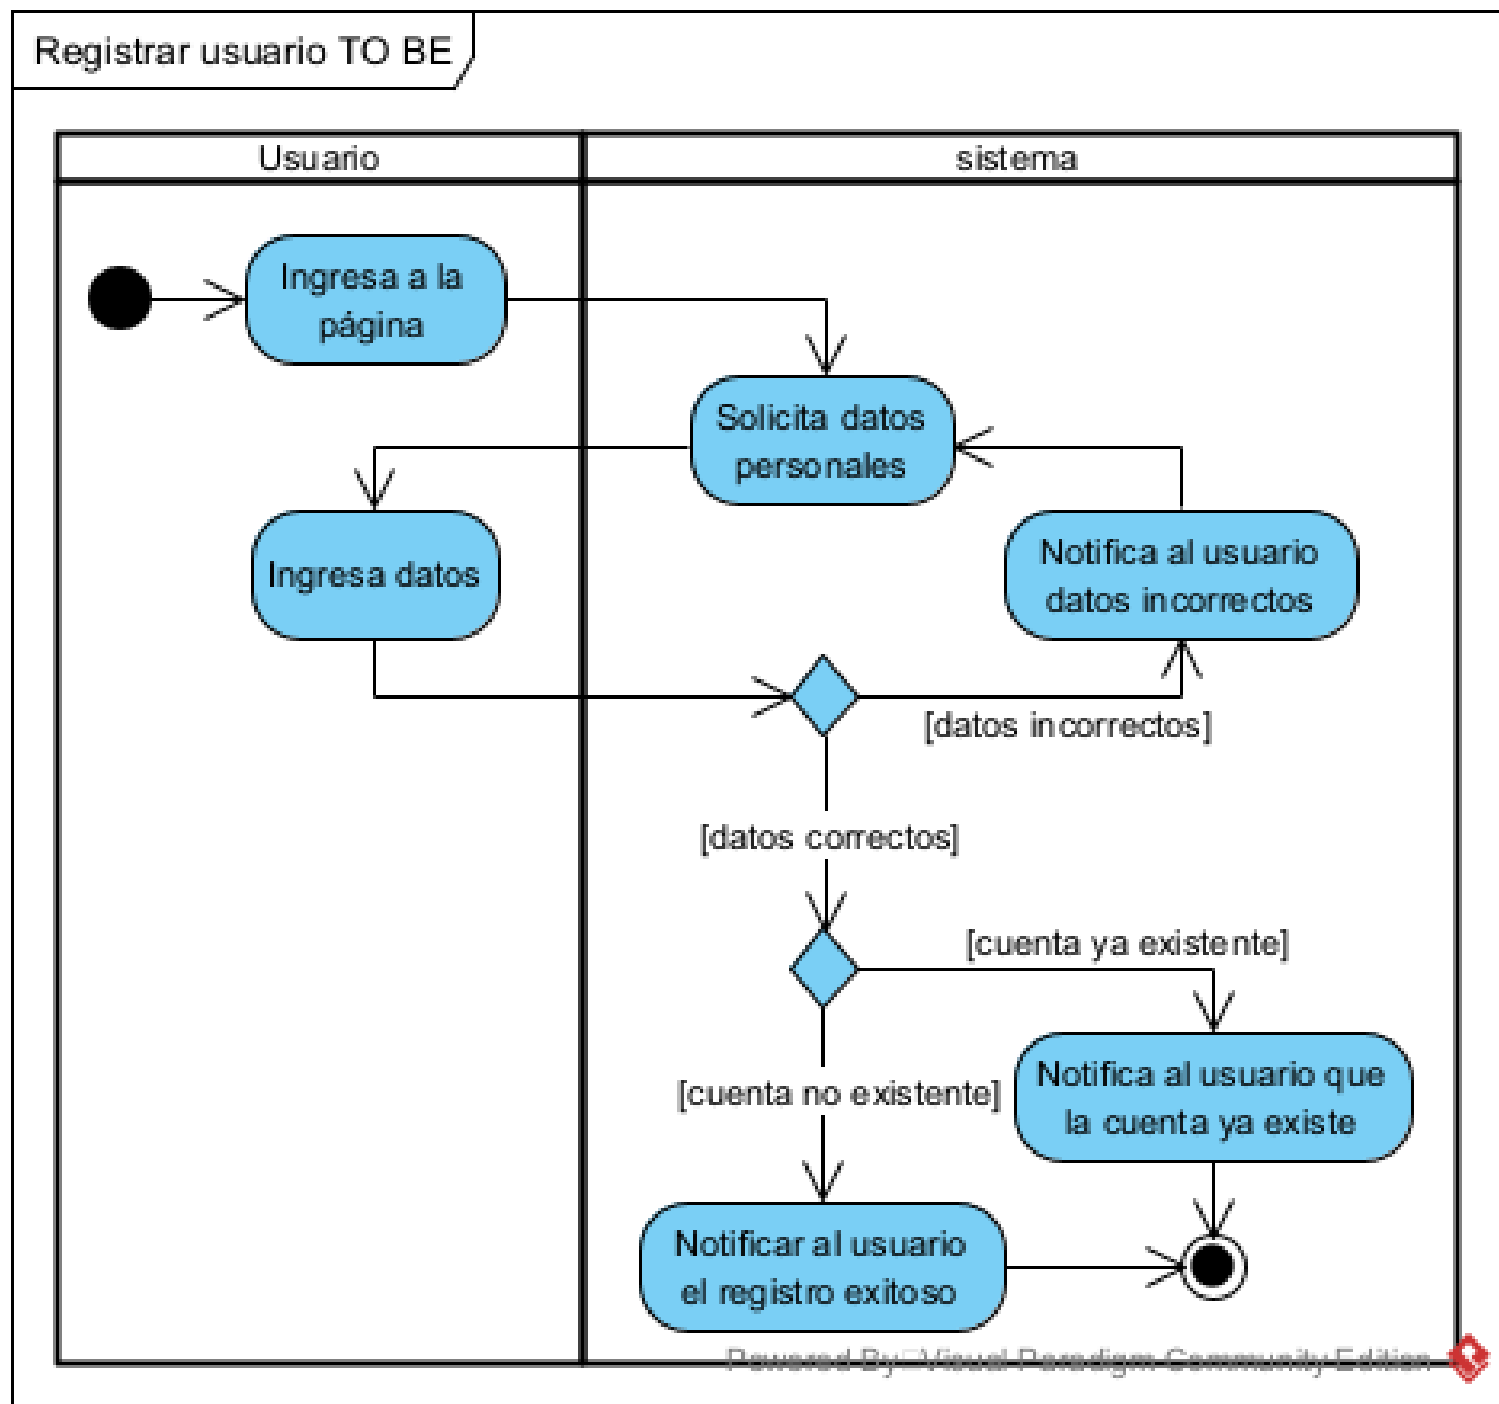 Registrar usuario TO BE
Usuario
sistema
Ingresa a la
página
Solicita datos
personales
Ingresa datos
Notifica al usuario
datos incorrectos
[datos incorrectos]
[datos correctos]
[cuenta ya existente]
Notifica al usuario que
la cuenta ya existe
[cuenta no existente]
Notificar al usuario
el registro exitoso
Powered By Visual Paradigm Community Edition